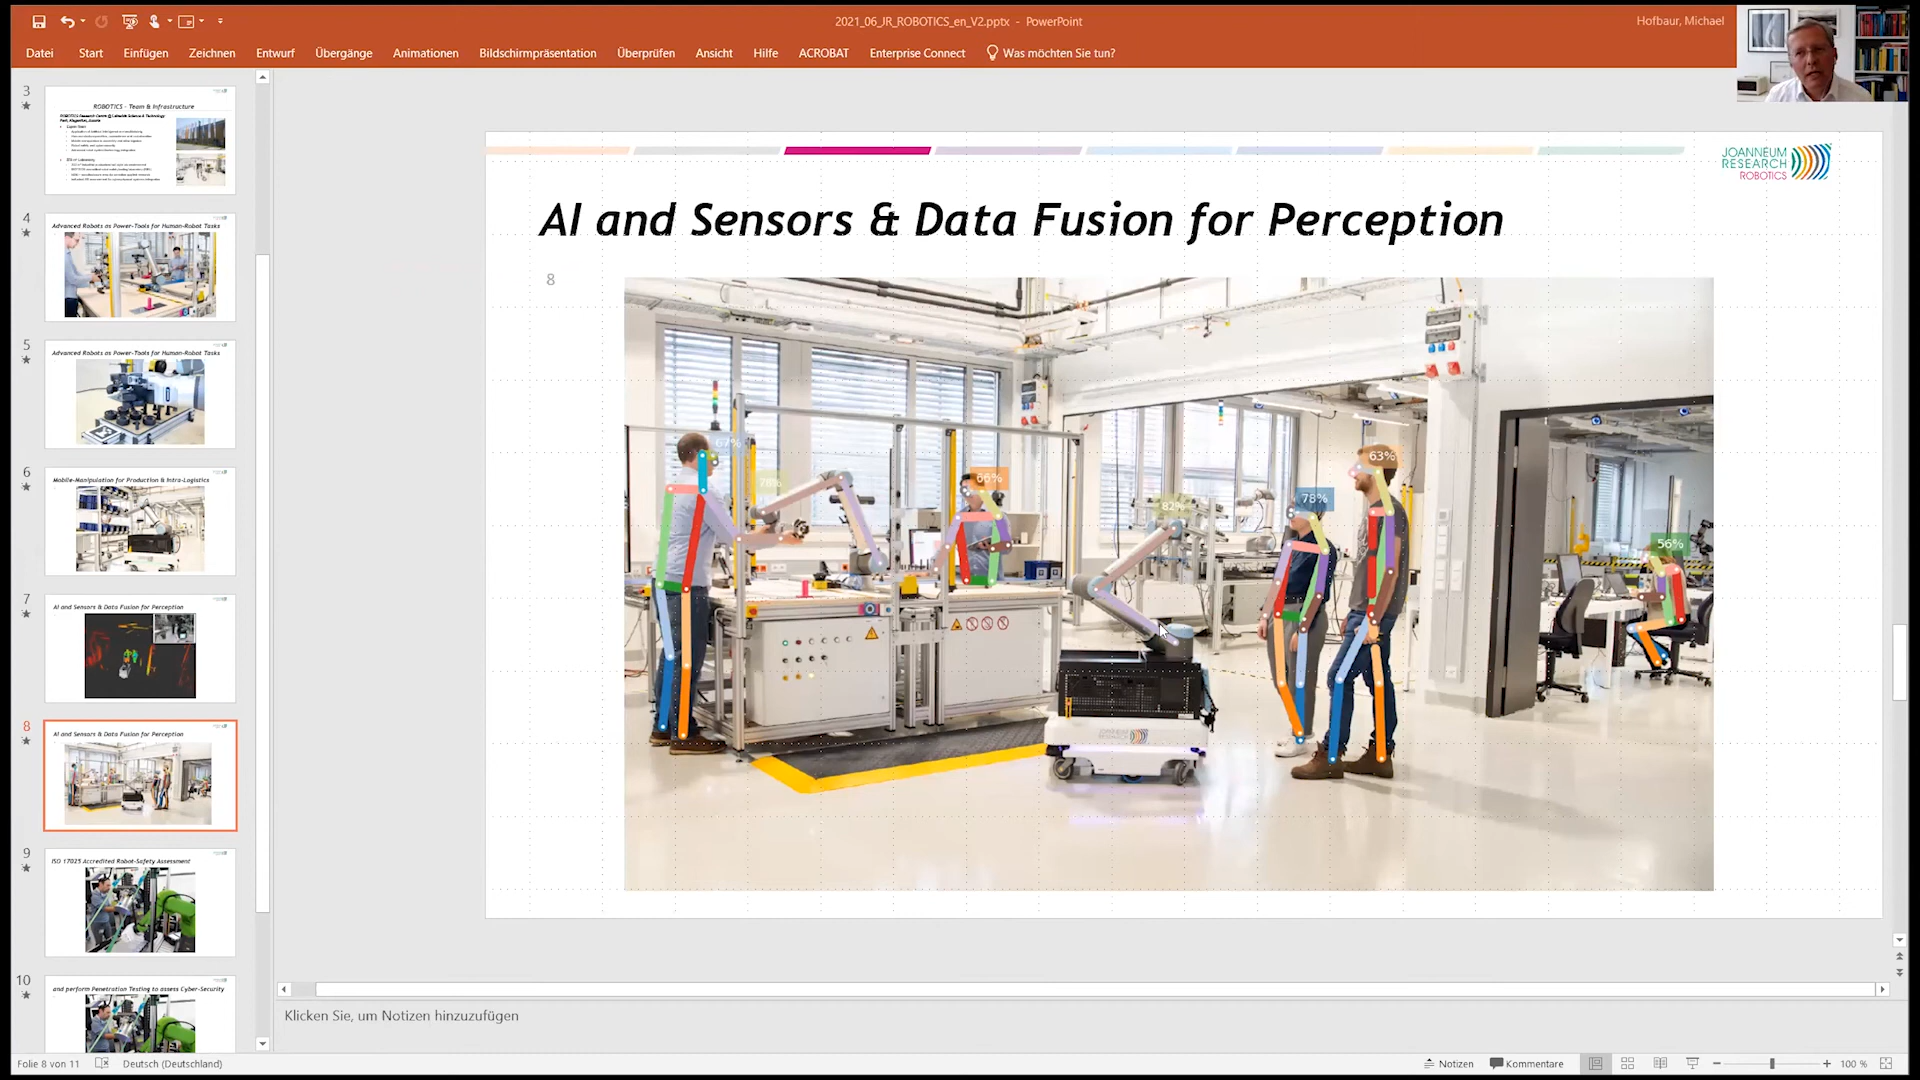 2021_06_JR_ROBOTICS_en_V2.pptx - PowerPoint
Hofbaur, Michael
Datei Start Einfügen Zeichnen Entwurf Übergänge Animationen Bildschirmpräsentation Überprüfen Ansicht Hilfe ACROBAT Enterprise Connect Was möchten Sie tun?
3
ROBOTICS - Team & Infrastructure
4
Advanced Robots as Power-Tools for Human-Robot Tasks
5
Advanced Robots as Power-Tools for Human-Robot Tasks
6
Mobile-Manipulation for Production & Intra-Logistics
7
AI and Sensors & Data Fusion for Perception
8
AI and Sensors & Data Fusion for Perception
9
ISO 17025 Accredited Robot-Safety Assessment
10
and perform Penetration Testing to assess Cyber-Security
JOANNEUM
RESEARCH
ROBOTICS
AI and Sensors & Data Fusion for Perception
8
67%
78%
66%
82%
78%
63%
56%
Klicken Sie, um Notizen hinzuzufügen
Folie 8 von 11 Deutsch (Deutschland) Notizen Kommentare 100 %